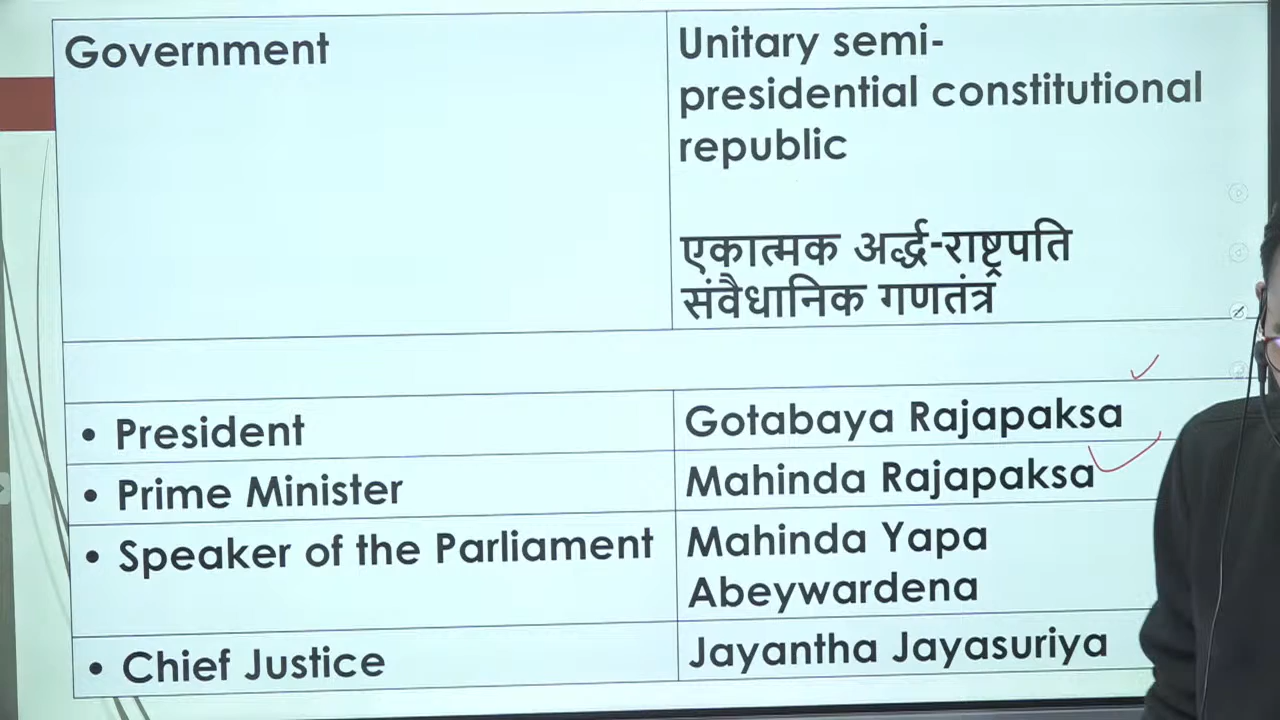 Government
Unitary semi-
presidential constitutional
republic
एकात्मक अर्द्ध-राष्ट्रपति
संवैधानिक गणतंत्र
• President
Gotabaya Rajapaksa
• Prime Minister
Mahinda Rajapaksa
• Speaker of the Parliament
Mahinda Yapa
Abeywardena
• Chief Justice
Jayantha Jayasuriya